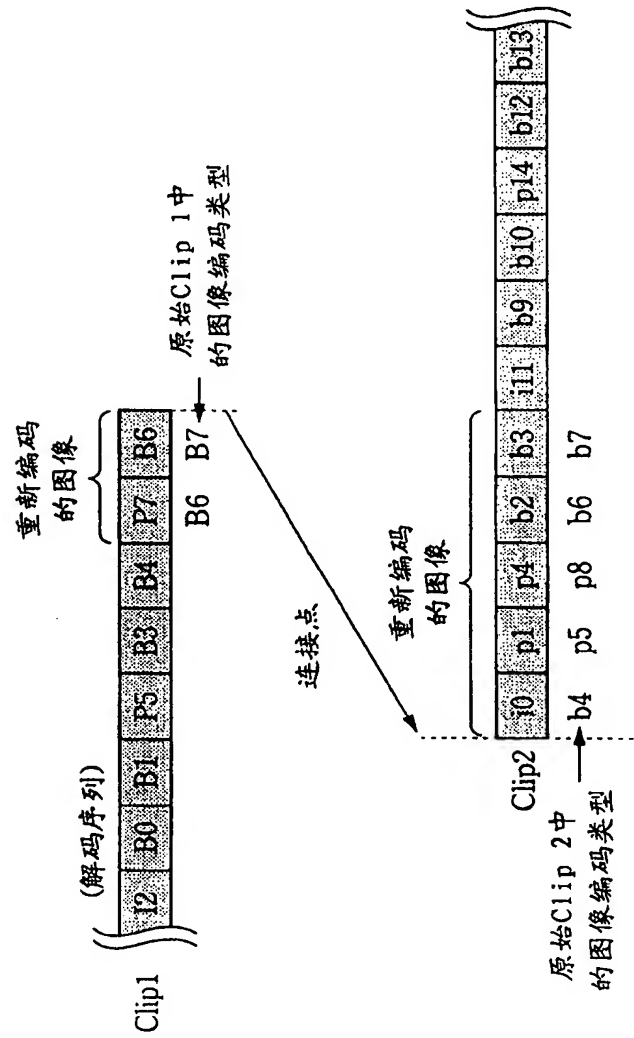 (解码序列)
重新编码
的图像
Clip1
I2 B0 B1 P5 B3 B4 P7 B6
B6 B7
原始Clip 1中
的图像编码类型
连接点
重新编码
的图像
Clip2
i0 p1 p4 b2 b3 i11 b9 b10 p14 b12 b13
b4 p5 p8 b6 b7
原始Clip 2中
的图像编码类型